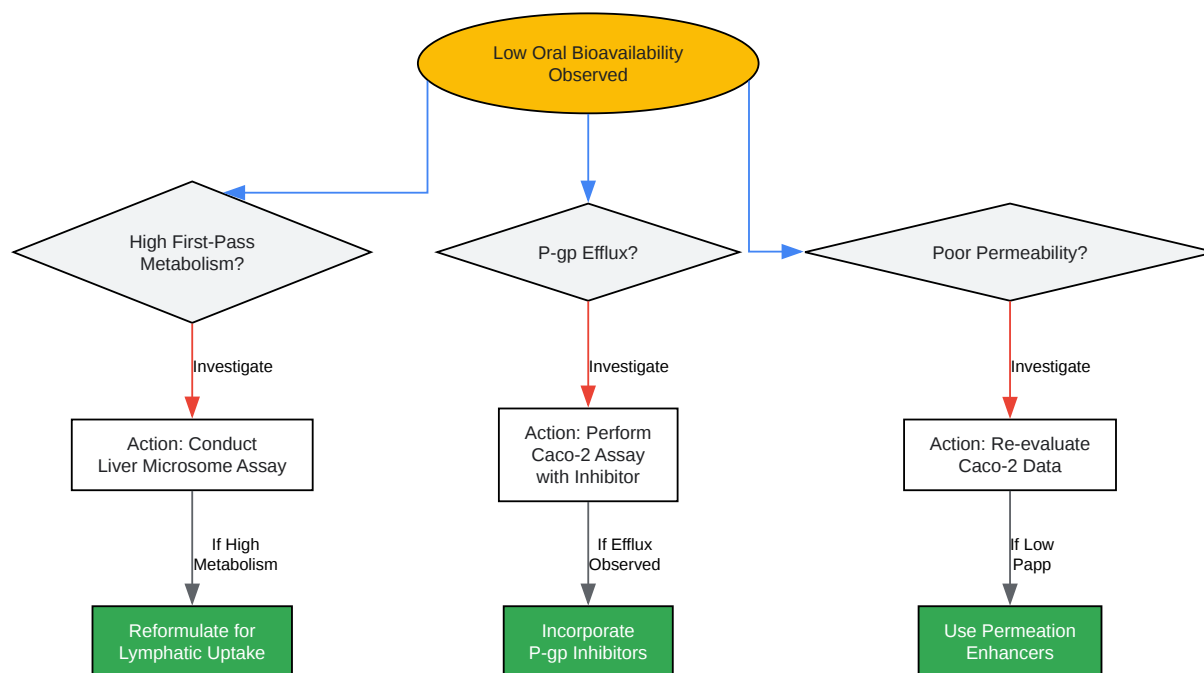 Low Oral Bioavailability
Observed
High First-Pass
Metabolism?
P-gp Efflux?
Poor Permeability?
Investigate
Investigate
Investigate
Action: Conduct
Liver Microsome Assay
Action: Perform
Caco-2 Assay
with Inhibitor
Action: Re-evaluate
Caco-2 Data
If High
Metabolism
If Efflux
Observed
If Low
Papp
Reformulate for
Lymphatic Uptake
Incorporate
P-gp Inhibitors
Use Permeation
Enhancers